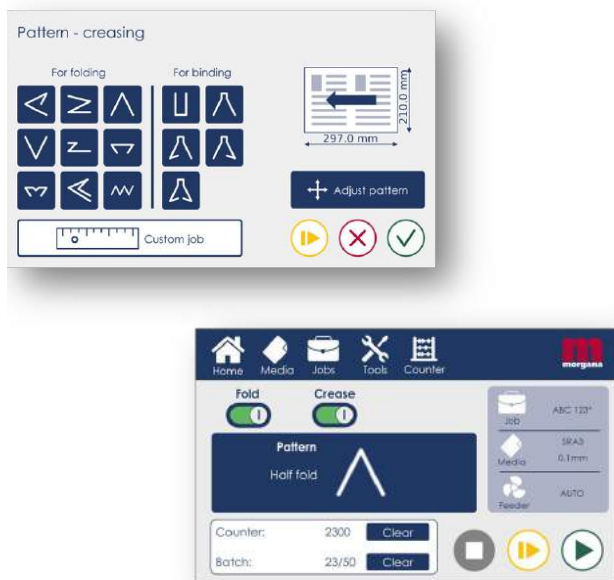 Pattern - creasing
For folding For binding
210.0 mm
297.0 mm
Adjust pattern
Custom job
Home Media Jobs Tools Counter
morgana
Fold Crease
Pattern
Half fold
Job ABC 123*
Media SRA3
0.1mm
Feeder AUTO
Counter: 2300 Clear
Batch: 23/50 Clear